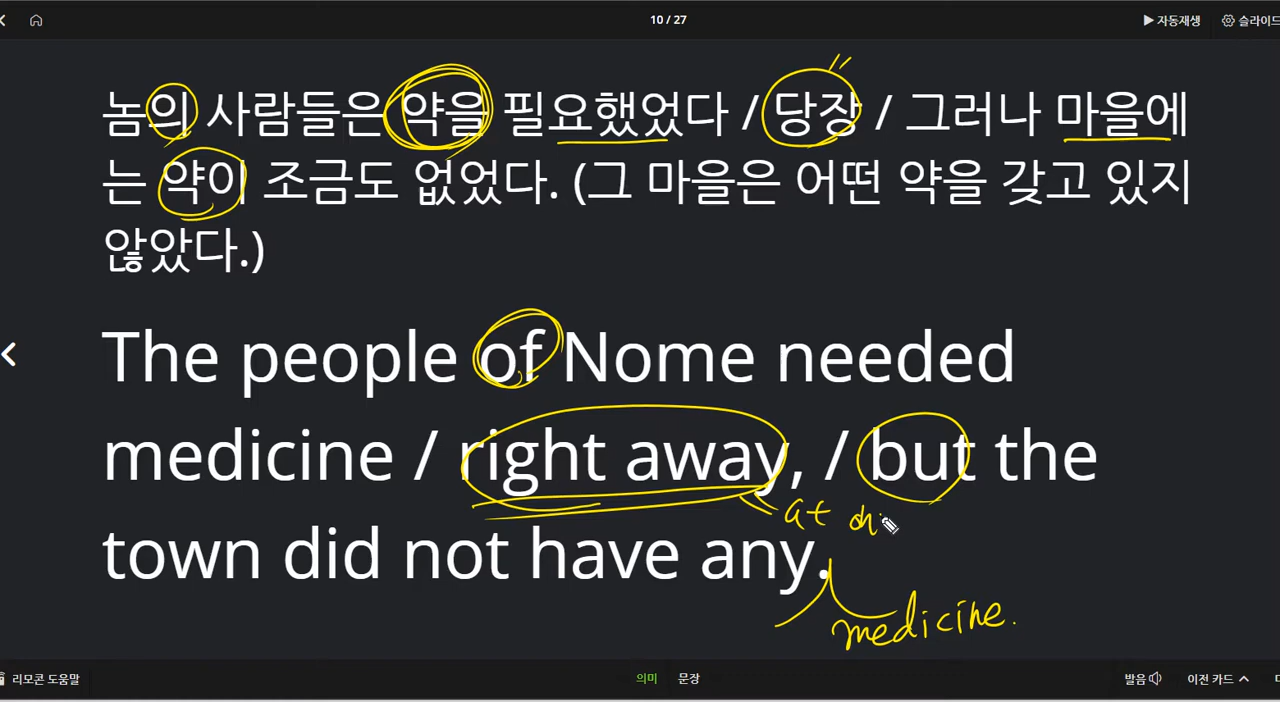 10 / 27
▶ 자동재생
슬라이드
놈의 사람들은 약을 필요했었다 / 당장 / 그러나 마을에
는 약이 조금도 없었다. (그 마을은 어떤 약을 갖고 있지
않았다.)
The people of Nome needed
medicine / right away, / but the
at
town did not have any.
medicine.
리모콘 도움말
의미
문장
발음
이전 카드